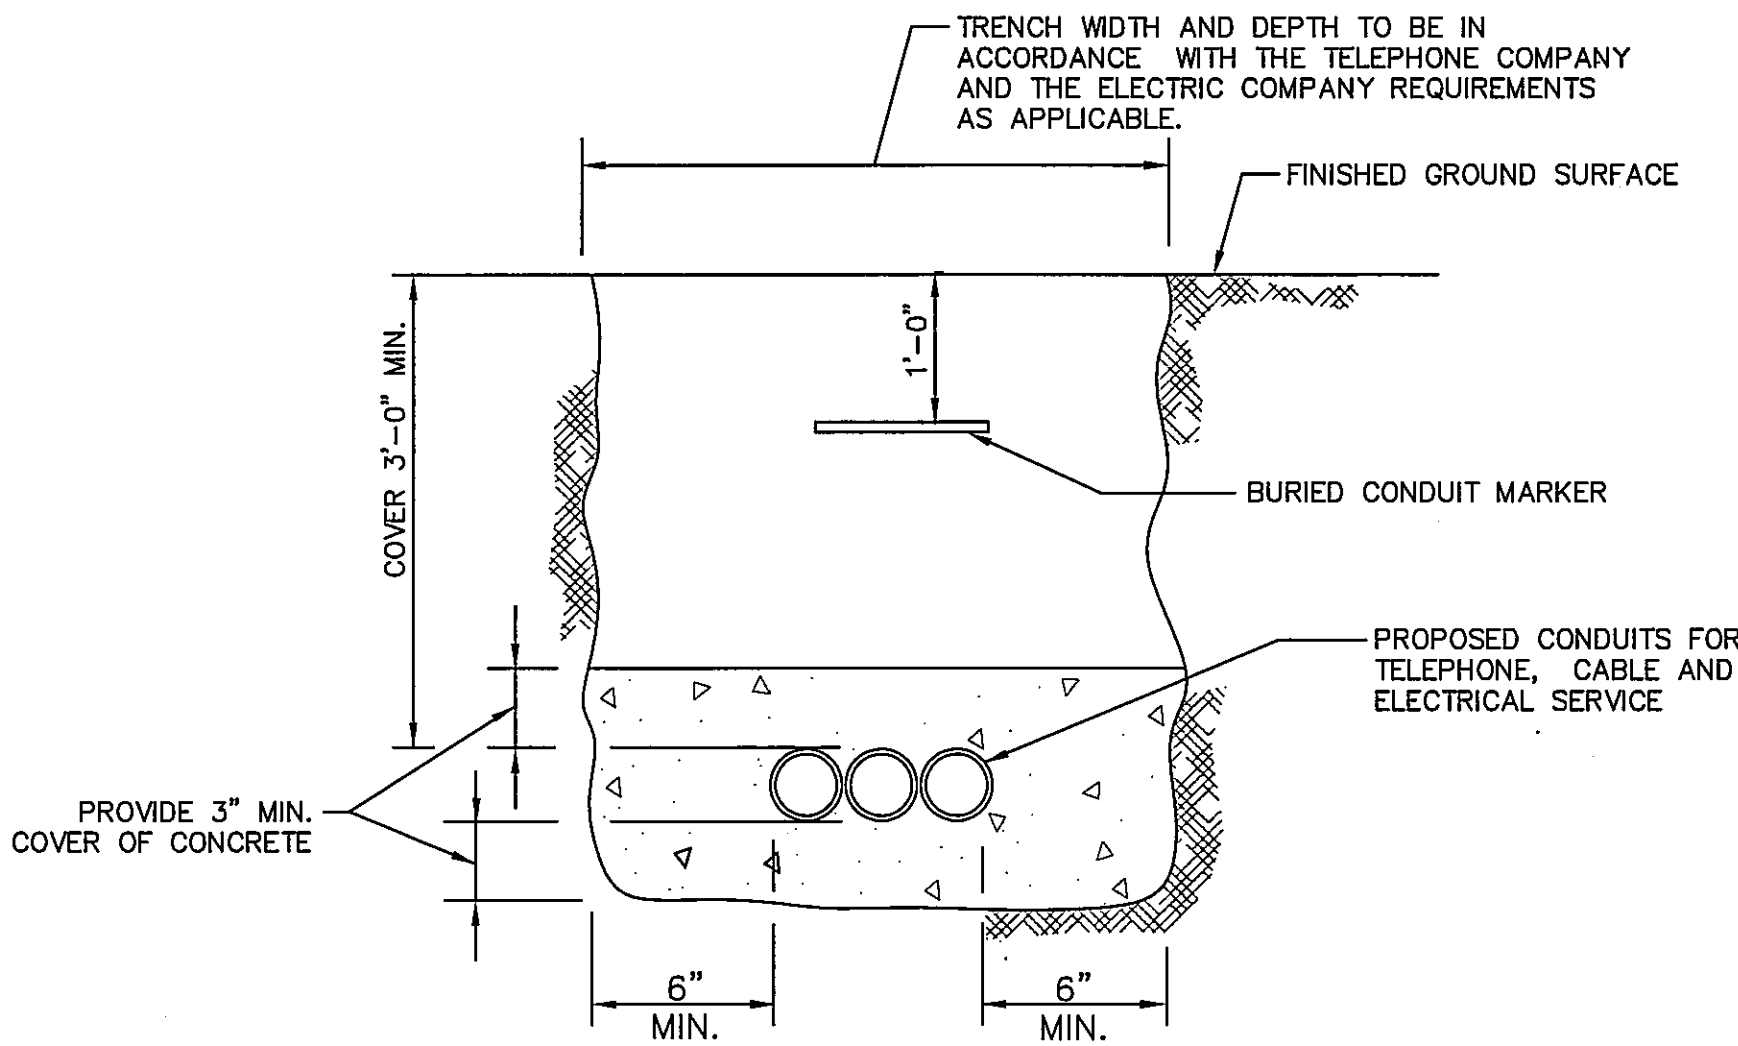 TRENCH WIDTH AND DEPTH TO BE IN
ACCORDANCE WITH THE TELEPHONE COMPANY
AND THE ELECTRIC COMPANY REQUIREMENTS
AS APPLICABLE.
FINISHED GROUND SURFACE
COVER 3'-0" MIN.
1'-0"
BURIED CONDUIT MARKER
PROPOSED CONDUITS FOR
TELEPHONE, CABLE AND
ELECTRICAL SERVICE
PROVIDE 3" MIN.
COVER OF CONCRETE
6"
MIN.
6"
MIN.